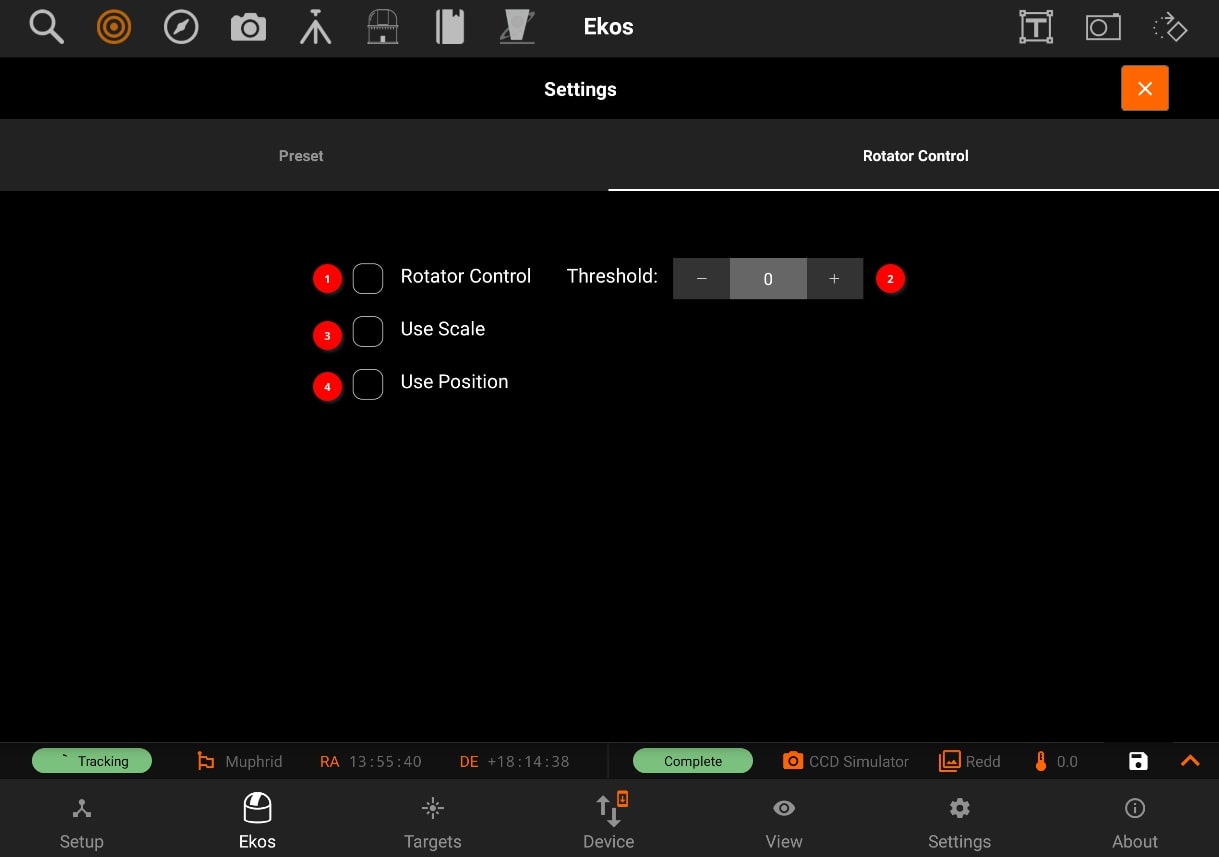 Ekos
Settings
Preset
Rotator Control
1 Rotator Control Threshold: − 0 + 2
3 Use Scale
4 Use Position
Tracking Muphrid RA 13:55:40 DE +18:14:38 Complete CCD Simulator Redd 0.0
Setup Ekos Targets Device View Settings About